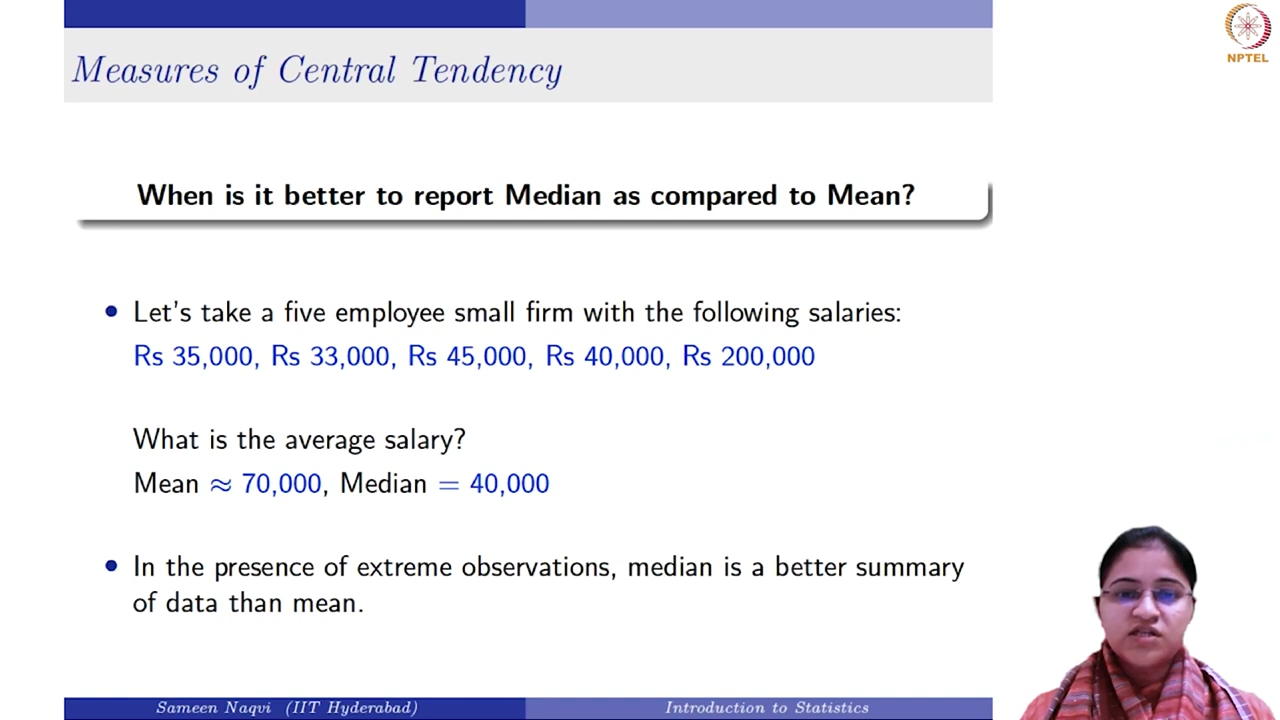 Measures of Central Tendency
NPTEL
When is it better to report Median as compared to Mean?
• Let's take a five employee small firm with the following salaries:
Rs 35,000, Rs 33,000, Rs 45,000, Rs 40,000, Rs 200,000
What is the average salary?
Mean ≈ 70,000, Median = 40,000
• In the presence of extreme observations, median is a better summary
of data than mean.
Sameen Naqvi (IIT Hyderabad)
Introduction to Statistics